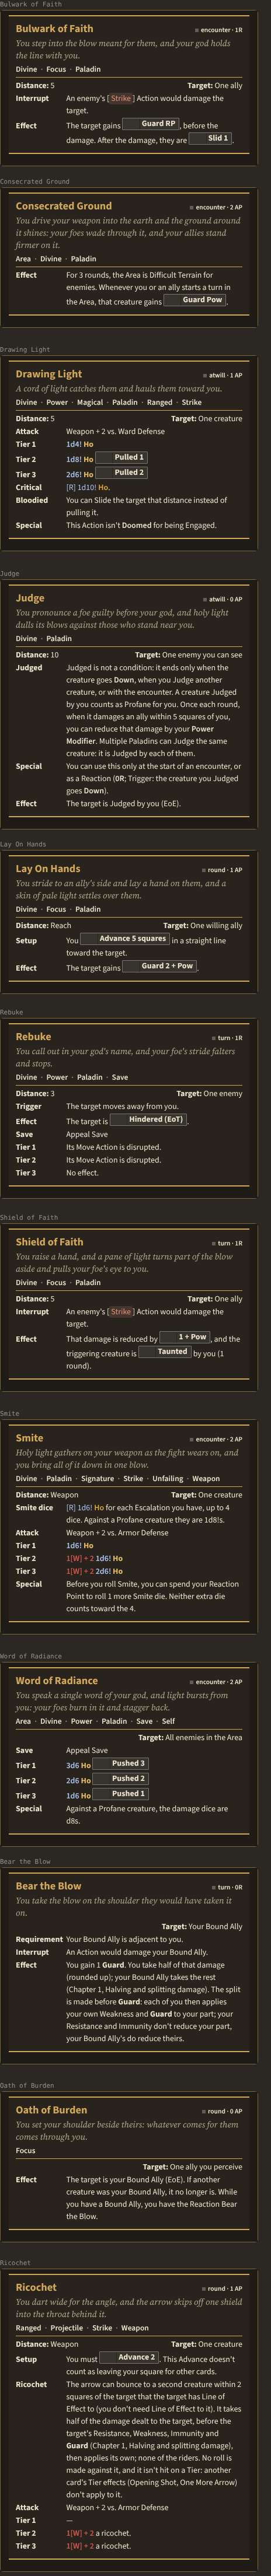 Bulwark of Faith
Bulwark of Faith
encounter · 1R
You step into the blow meant for them, and your god holds
the line with you.
Divine · Focus · Paladin
Distance: 5 Target: One ally
Interrupt An enemy's [Strike] Action would damage the
target.
Effect The target gains Guard RP, before the
damage. After the damage, they are Slid 1.
Consecrated Ground
Consecrated Ground
encounter · 2 AP
You drive your weapon into the earth and the ground around
it shines; your foes wade through it, and your allies stand
firmer on it.
Area · Divine · Paladin
Effect For 3 rounds, the Area is Difficult Terrain for
enemies. Whenever you or an ally starts a turn in
the Area, that creature gains Guard Pow.
Drawing Light
Drawing Light
atwill · 1 AP
A cord of light catches them and hauls them toward you.
Divine · Power · Magical · Paladin · Ranged · Strike
Distance: 5 Target: One creature
Attack Weapon + 2 vs. Ward Defense
Tier 1 1d4! Ho
Tier 2 1d8! Ho Pulled 1
Tier 3 2d6! Ho Pulled 2
Critical [R] 1d10! Ho.
Bloodied You can Slide the target that distance instead of
pulling it.
Special This Action isn't Doomed for being Engaged.
Judge
Judge
atwill · 0 AP
You pronounce a foe guilty before your god, and holy light
dulls its blows against those who stand near you.
Divine · Paladin
Distance: 10 Target: One enemy you can see
Judged Judged is not a condition: it ends only when the
creature goes Down, when you Judge another
creature, or with the encounter. A creature Judged
by you counts as Profane for you. Once each round,
when it damages an ally within 5 squares of you,
you can reduce that damage by your Power
Modifier. Multiple Paladins can Judge the same
creature: it is Judged by each of them.
Special You can use this only at the start of an encounter, or
as a Reaction (0R; Trigger: the creature you Judged
goes Down).
Effect The target is Judged by you (EoE).
Lay On Hands
Lay On Hands
round · 1 AP
You stride to an ally's side and lay a hand on them, and a
skin of pale light settles over them.
Divine · Focus · Paladin
Distance: Reach Target: One willing ally
Setup You Advance 5 squares in a straight line
toward the target.
Effect The target gains Guard 2 + Pow.
Rebuke
Rebuke
turn · 1R
You call out in your god's name, and your foe's stride falters
and stops.
Divine · Power · Paladin · Save
Distance: 3 Target: One enemy
Trigger The target moves away from you.
Effect The target is Hindered (EoT).
Save Appeal Save
Tier 1 Its Move Action is disrupted.
Tier 2 Its Move Action is disrupted.
Tier 3 No effect.
Shield of Faith
Shield of Faith
turn · 1R
You raise a hand, and a pane of light turns part of the blow
aside and pulls your foe's eye to you.
Divine · Focus · Paladin
Distance: 5 Target: One ally
Interrupt An enemy's [Strike] Action would damage the
target.
Effect That damage is reduced by 1 + Pow, and the
triggering creature is Taunted by you (1
round).
Smite
Smite
encounter · 2 AP
Holy light gathers on your weapon as the fight wears on, and
you bring all of it down in one blow.
Divine · Paladin · Signature · Strike · Unfailing · Weapon
Distance: Weapon Target: One creature
Smite dice [R] 1d6! Ho for each Escalation you have, up to 4
dice. Against a Profane creature they are 1d8!s.
Attack Weapon + 2 vs. Armor Defense
Tier 1 1d6! Ho
Tier 2 1[W] + 2 1d6! Ho
Tier 3 1[W] + 2 2d6! Ho
Special Before you roll Smite, you can spend your Reaction
Point to roll 1 more Smite die. Neither extra die
counts toward the 4.
Word of Radiance
Word of Radiance
encounter · 2 AP
You speak a single word of your god, and light bursts from
you: your foes burn and stagger back.
Area · Divine · Power · Paladin · Save · Self
Target: All enemies in the Area
Save Appeal Save
Tier 1 3d6 Ho Pushed 3
Tier 2 2d6 Ho Pushed 2
Tier 3 1d6 Ho Pushed 1
Special Against a Profane creature, the damage dice are
d8s.
Bear the Blow
Bear the Blow
turn · 0R
You take the blow on the shoulder they would have taken it
on.
Target: Your Bound Ally
Requirement Your Bound Ally is adjacent to you.
Interrupt An Action would damage your Bound Ally.
Effect You gain 1 Guard. You take half of that damage
(rounded up); your Bound Ally takes the rest
(Chapter 1, Halving and splitting damage). The split
is made before Guard: each of you then applies
your own Weakness and Guard to your part; your
Resistance and Immunity don't reduce your part,
your Bound Ally's do reduce theirs.
Oath of Burden
Oath of Burden
round · 0 AP
You set your shoulder beside theirs: whatever comes for them
comes through you.
Focus
Target: One ally you perceive
Effect The target is your Bound Ally (EoE). If another
creature was your Bound Ally, it no longer is. While
you have a Bound Ally, you have the Reaction Bear
the Blow.
Ricochet
Ricochet
round · 1 AP
You dart wide for the angle, and the arrow skips off one shield
into the throat behind it.
Ranged · Projectile · Strike · Weapon
Distance: Weapon Target: One creature
Setup You must Advance 2. This Advance doesn't
count as leaving your square for other cards.
Ricochet The arrow can bounce to a second creature within 2
squares of the target that the target has Line of
Effect to (you don't need Line of Effect to it). It takes
half of the damage dealt to the target, before the
target's Resistance, Weakness, Immunity and
Guard (Chapter 1, Halving and splitting damage),
then applies its own; none of the riders. No roll is
made against it, and it isn't hit on a Tier: another
card's Tier effects (Opening Shot, One More Arrow)
don't apply to it.
Attack Weapon + 2 vs. Armor Defense
Tier 1 —
Tier 2 1[W] + 2 a ricochet.
Tier 3 1[W] + 2 a ricochet.